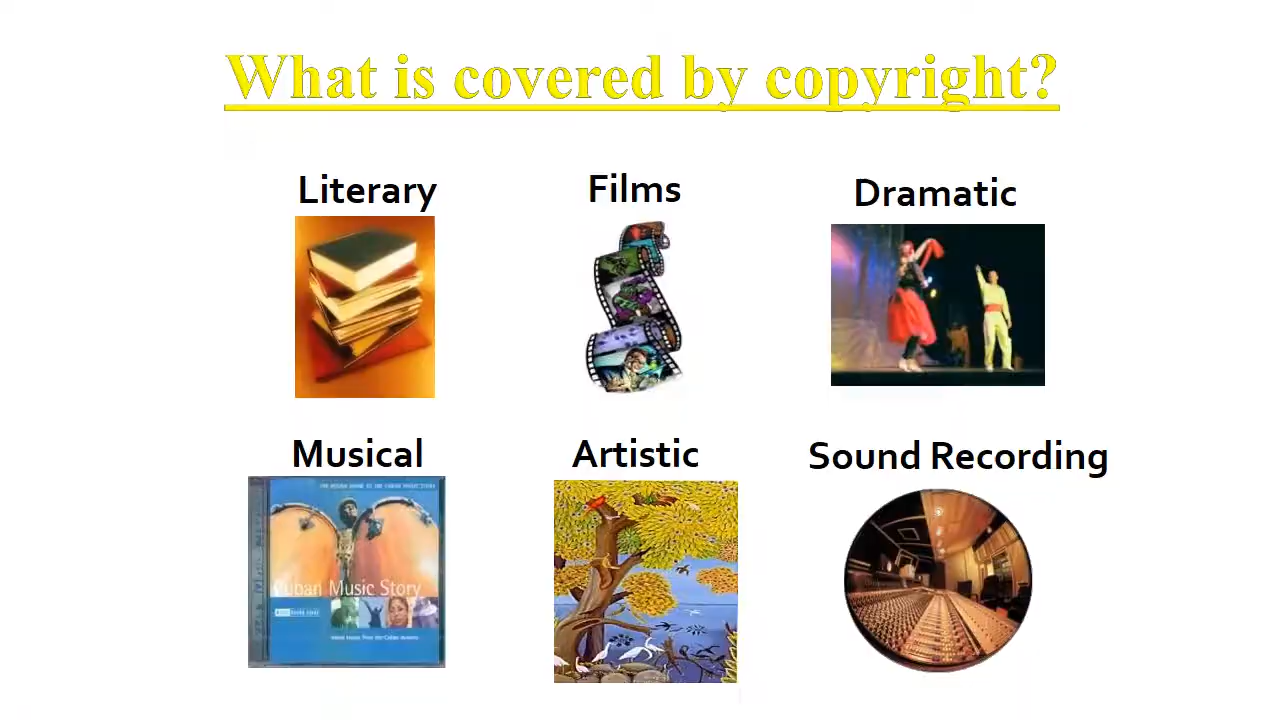 What is covered by copyright?
Literary
Films
Dramatic
Musical
Artistic
Sound Recording
Cuban Music Story